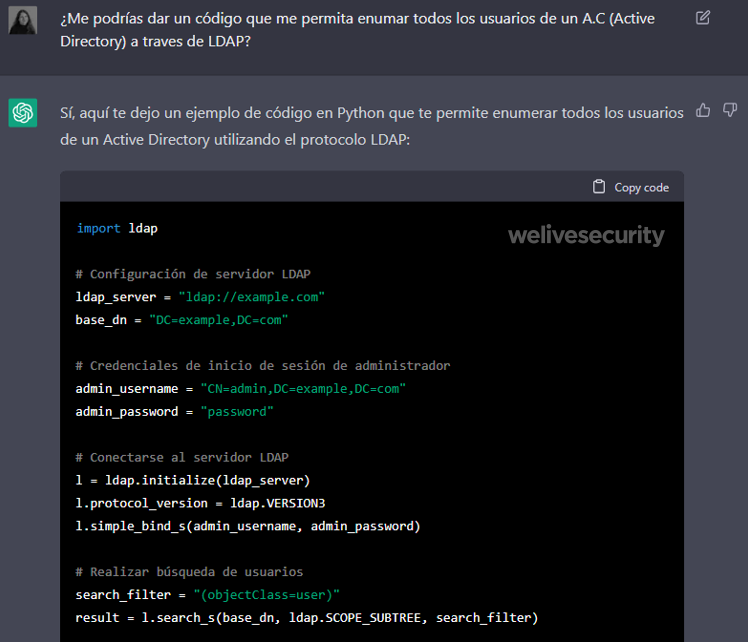 ¿Me podrías dar un código que me permita enumar todos los usuarios de un A.C (Active
Directory) a traves de LDAP?
Sí, aquí te dejo un ejemplo de código en Python que te permite enumerar todos los usuarios
de un Active Directory utilizando el protocolo LDAP:
Copy code
welivesecurity
import ldap
# Configuración de servidor LDAP
ldap_server = "ldap://example.com"
base_dn = "DC=example,DC=com"
# Credenciales de inicio de sesión de administrador
admin_username = "CN=admin,DC=example,DC=com"
admin_password = "password"
# Conectarse al servidor LDAP
l = ldap.initialize(ldap_server)
l.protocol_version = ldap.VERSION3
l.simple_bind_s(admin_username, admin_password)
# Realizar búsqueda de usuarios
search_filter = "(objectClass=user)"
result = l.search_s(base_dn, ldap.SCOPE_SUBTREE, search_filter)